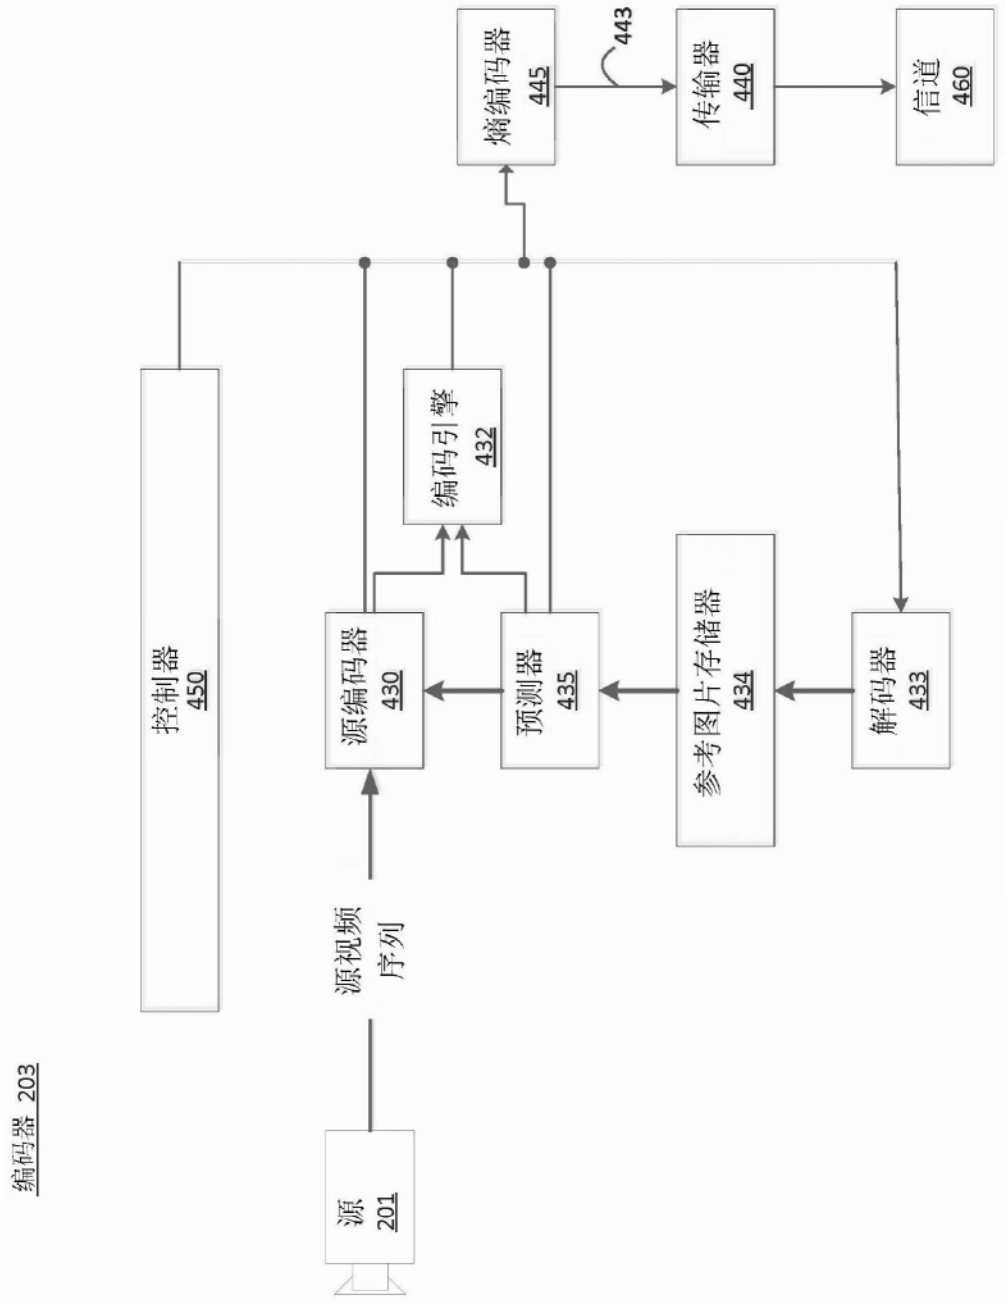 编码器 203
控制器
450
源
201
源视频
序列
源编码器
430
编码引擎
432
预测器
435
参考图片存储器
434
解码器
433
熵编码器
445
443
传输器
440
信道
460